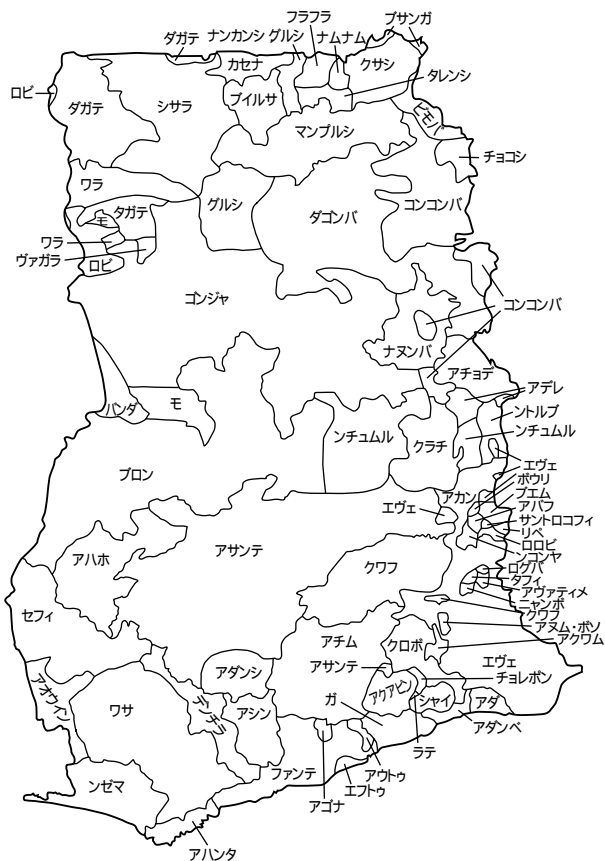 プサンガ
フラフラ
ダガテ
ナンカンシ
グルシ
ナムナム
カセナ
クサシ
タレンシ
ロビ
ダガテ
シサラ
ブイルサ
ビモバ
マンプルシ
チョコシ
ワラ
グルシ
ダゴンバ
コンコンバ
タガテ
モ
ワラ
ヴァガラ
ロビ
ゴンジャ
コンコンバ
ナヌンバ
アチョデ
アデレ
バンダ
モ
ントルブ
ンチュムル
クラチ
ンチュムル
ブロン
エヴェ
アカン
ボウリ
ブエム
エヴェ
アバフ
サントロコフィ
リペ
ロロビ
ンコンヤ
アサンテ
アハホ
クワフ
ログバ
タフィ
アヴァティメ
ニャンボ
クワフ
アヌム・ボソ
アクワム
セフィ
アチム
クロボ
アサンテ
エヴェ
チョレボン
アダンシ
アオウイン
ワサ
デンチラ
アシン
ガ
アクアピン
シャイ
アダ
アダンベ
ラテ
ンゼマ
ファンテ
アウトゥ
エフトゥ
アゴナ
アハンタ